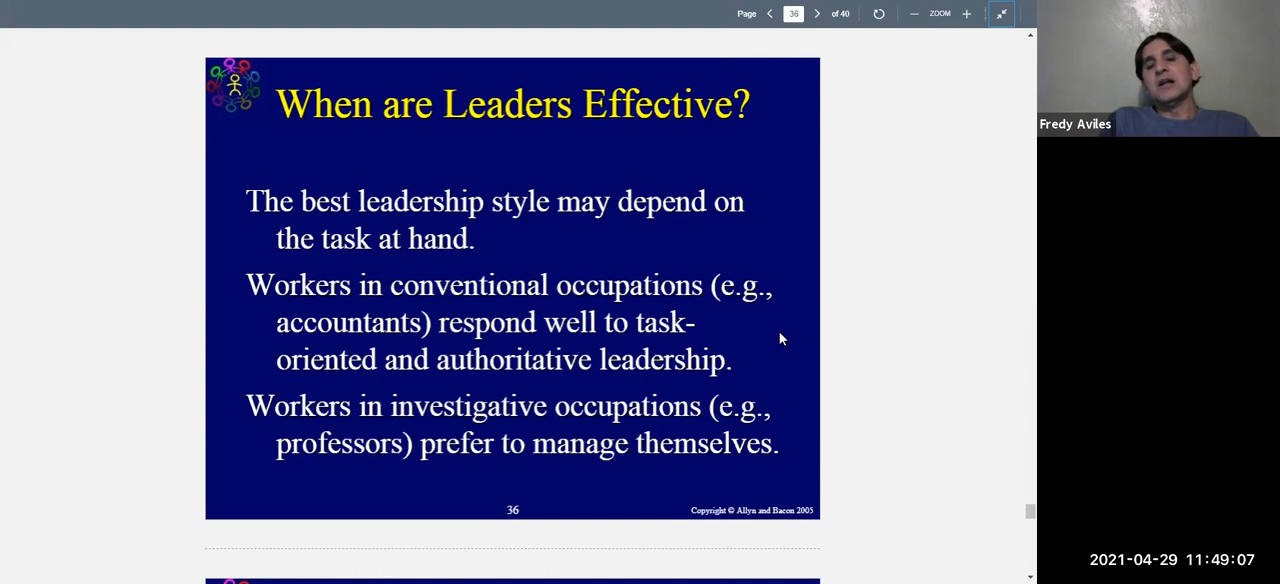 Page 36 of 40 ZOOM
When are Leaders Effective?
The best leadership style may depend on
the task at hand.
Workers in conventional occupations (e.g.,
accountants) respond well to task-
oriented and authoritative leadership.
Workers in investigative occupations (e.g.,
professors) prefer to manage themselves.
36
Copyright © Allyn and Bacon 2005
Fredy Aviles
2021-04-29 11:49:07